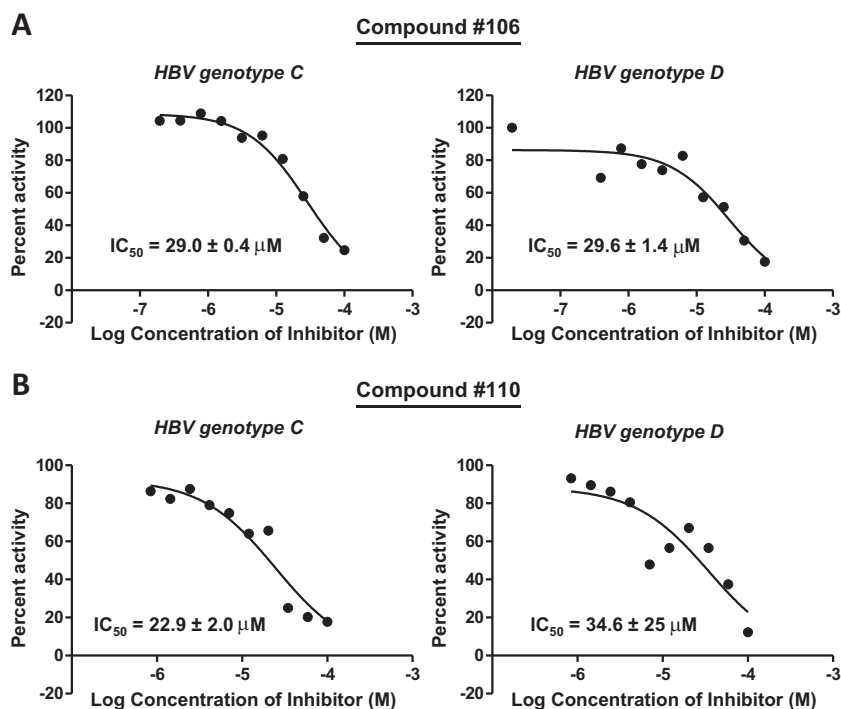 A
Compound #106
HBV genotype C
HBV genotype D
Percent activity
120
100
80
60
40
20
0
-20
IC50 = 29.0 ± 0.4 μM
-7
-6
-5
-4
-3
Log Concentration of Inhibitor (M)
Percent activity
120
100
80
60
40
20
0
-20
IC50 = 29.6 ± 1.4 μM
-7
-6
-5
-4
-3
Log Concentration of Inhibitor (M)
B
Compound #110
HBV genotype C
HBV genotype D
Percent activity
100
80
60
40
20
0
-20
IC50 = 22.9 ± 2.0 μM
-6
-5
-4
-3
Log Concentration of Inhibitor (M)
Percent activity
100
80
60
40
20
0
-20
IC50 = 34.6 ± 25 μM
-6
-5
-4
-3
Log Concentration of Inhibitor (M)